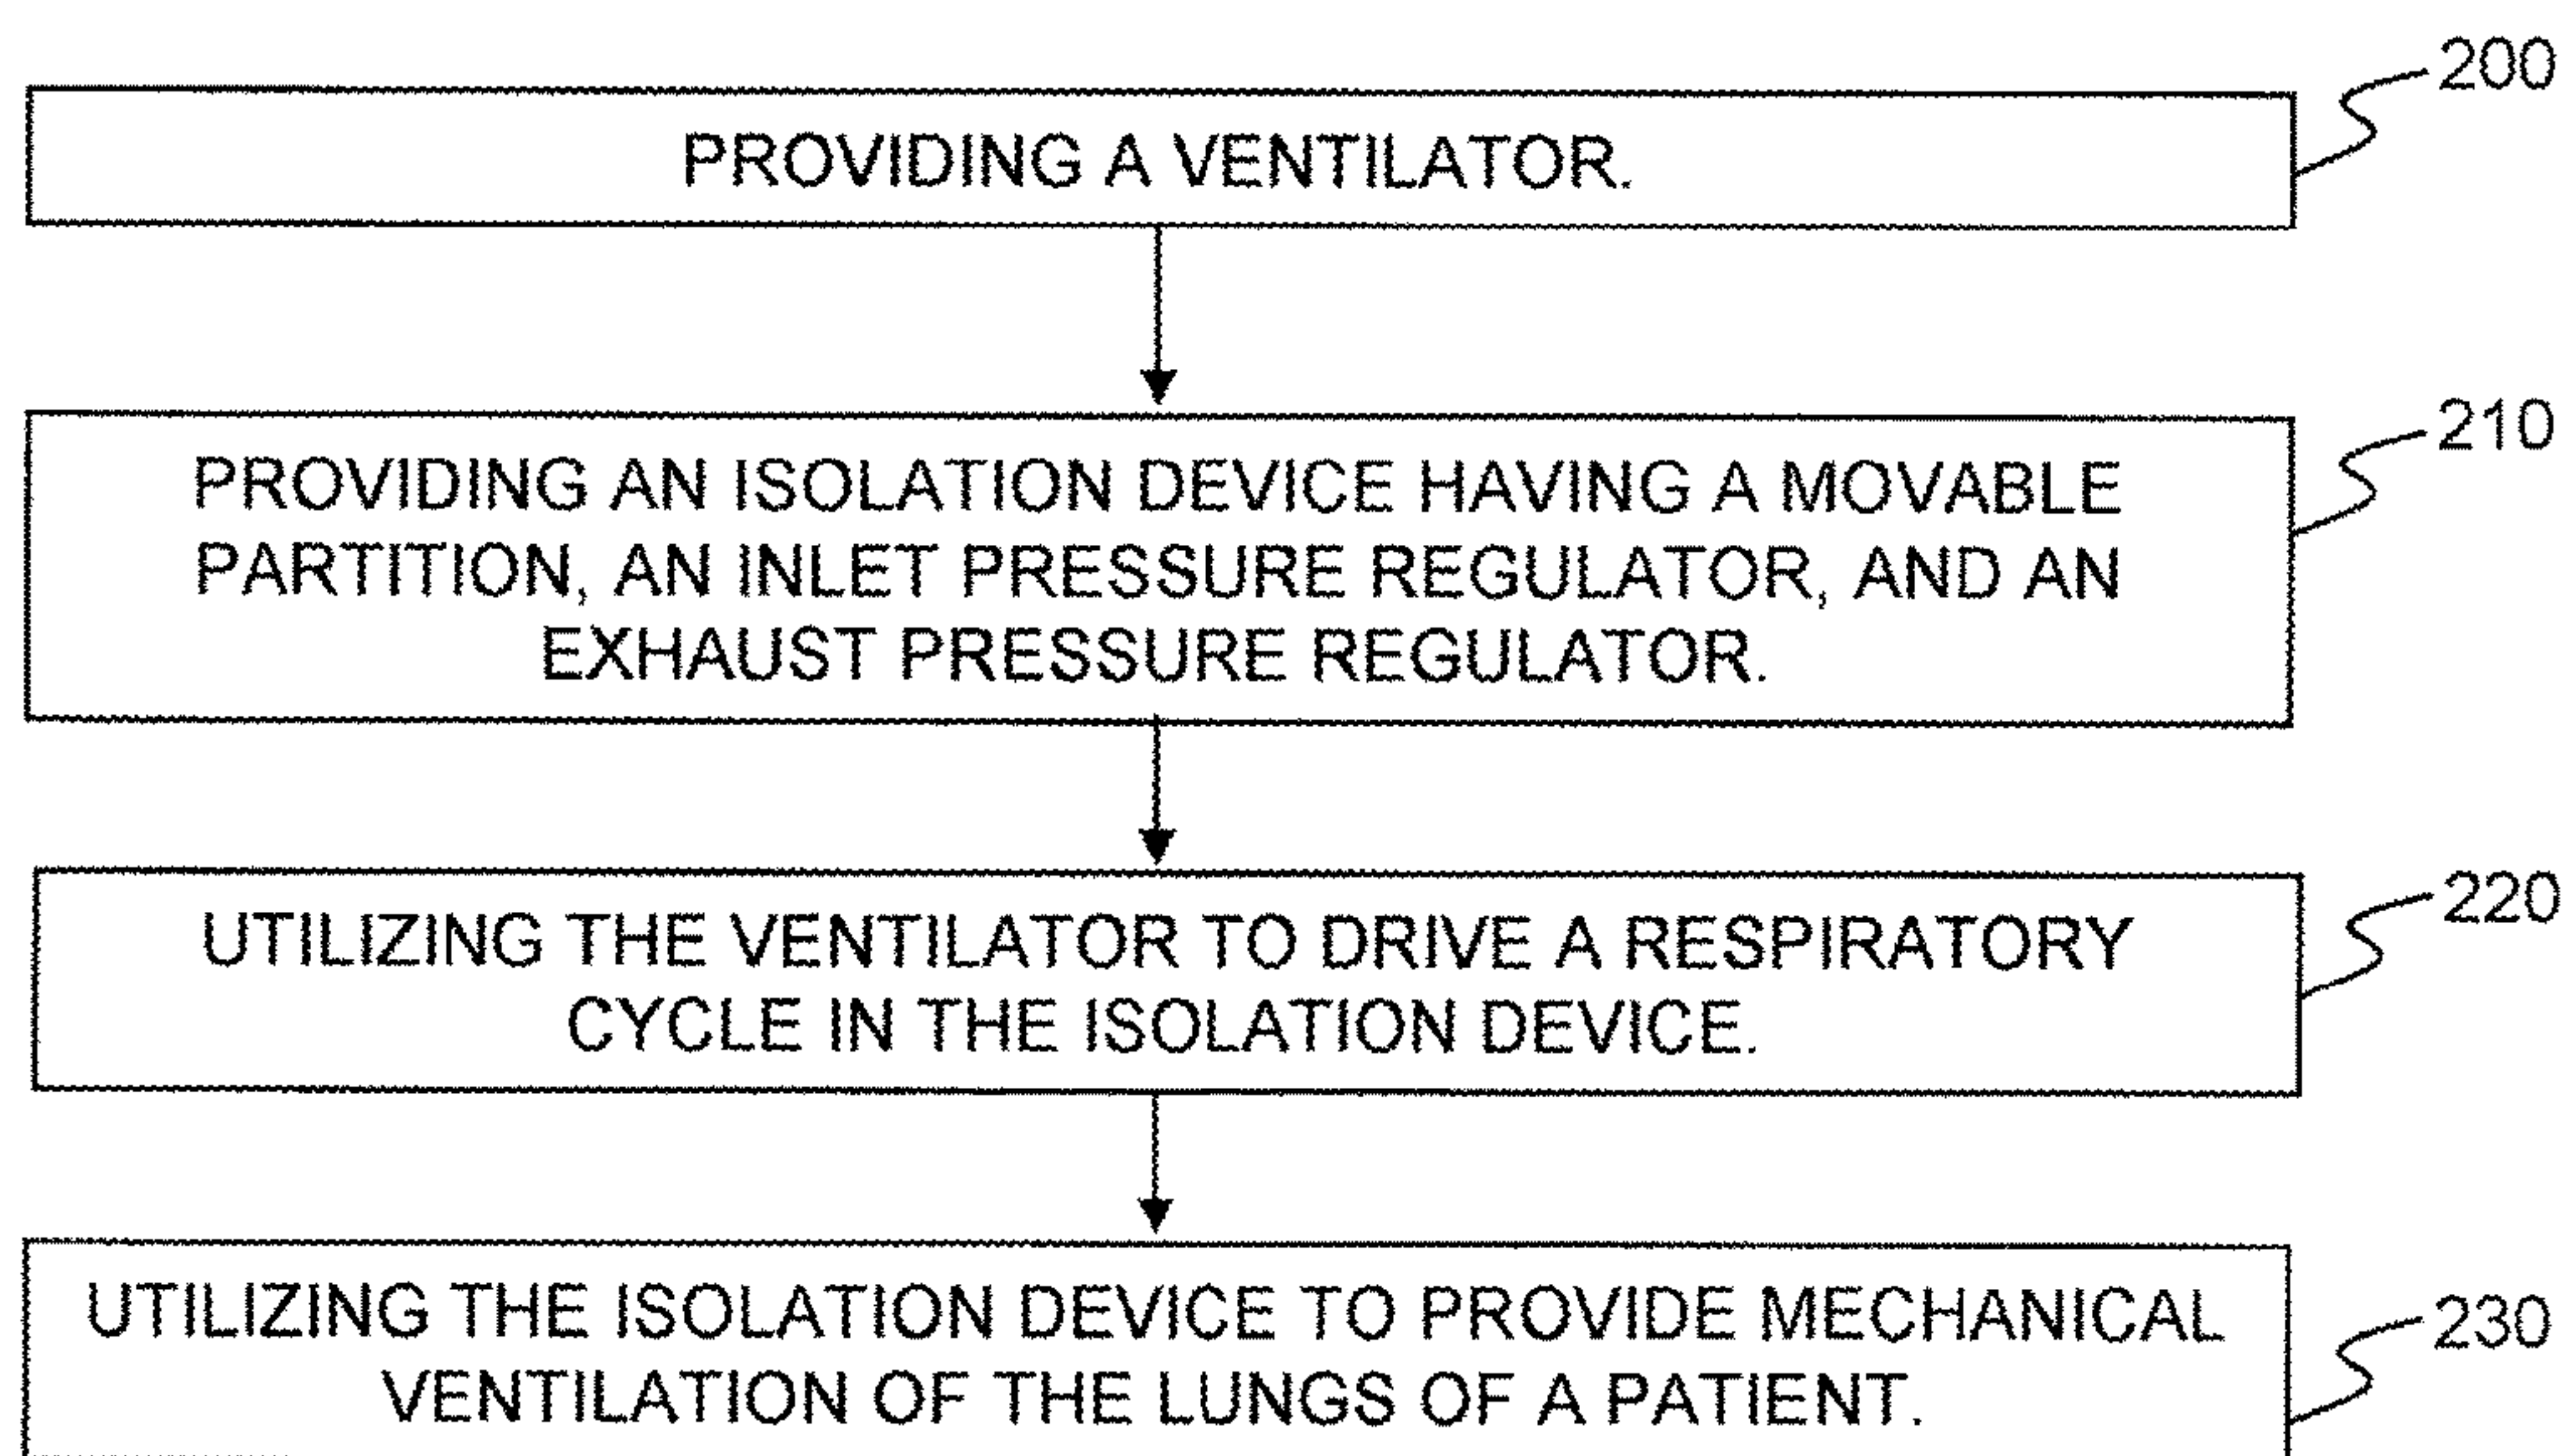 200
PROVIDING A VENTILATOR.
210
PROVIDING AN ISOLATION DEVICE HAVING A MOVABLE
PARTITION, AN INLET PRESSURE REGULATOR, AND AN
EXHAUST PRESSURE REGULATOR.
220
UTILIZING THE VENTILATOR TO DRIVE A RESPIRATORY
CYCLE IN THE ISOLATION DEVICE.
230
UTILIZING THE ISOLATION DEVICE TO PROVIDE MECHANICAL
VENTILATION OF THE LUNGS OF A PATIENT.